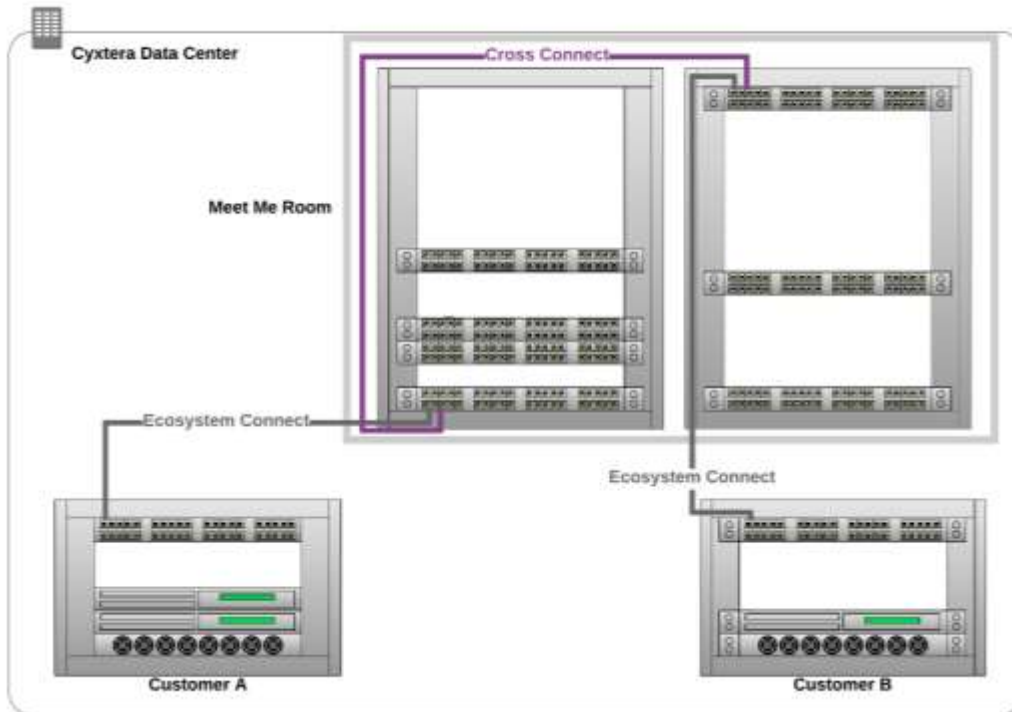 Cyxtera Data Center
Cross Connect
Meet Me Room
Ecosystem Connect
Ecosystem Connect
Customer A
Customer B